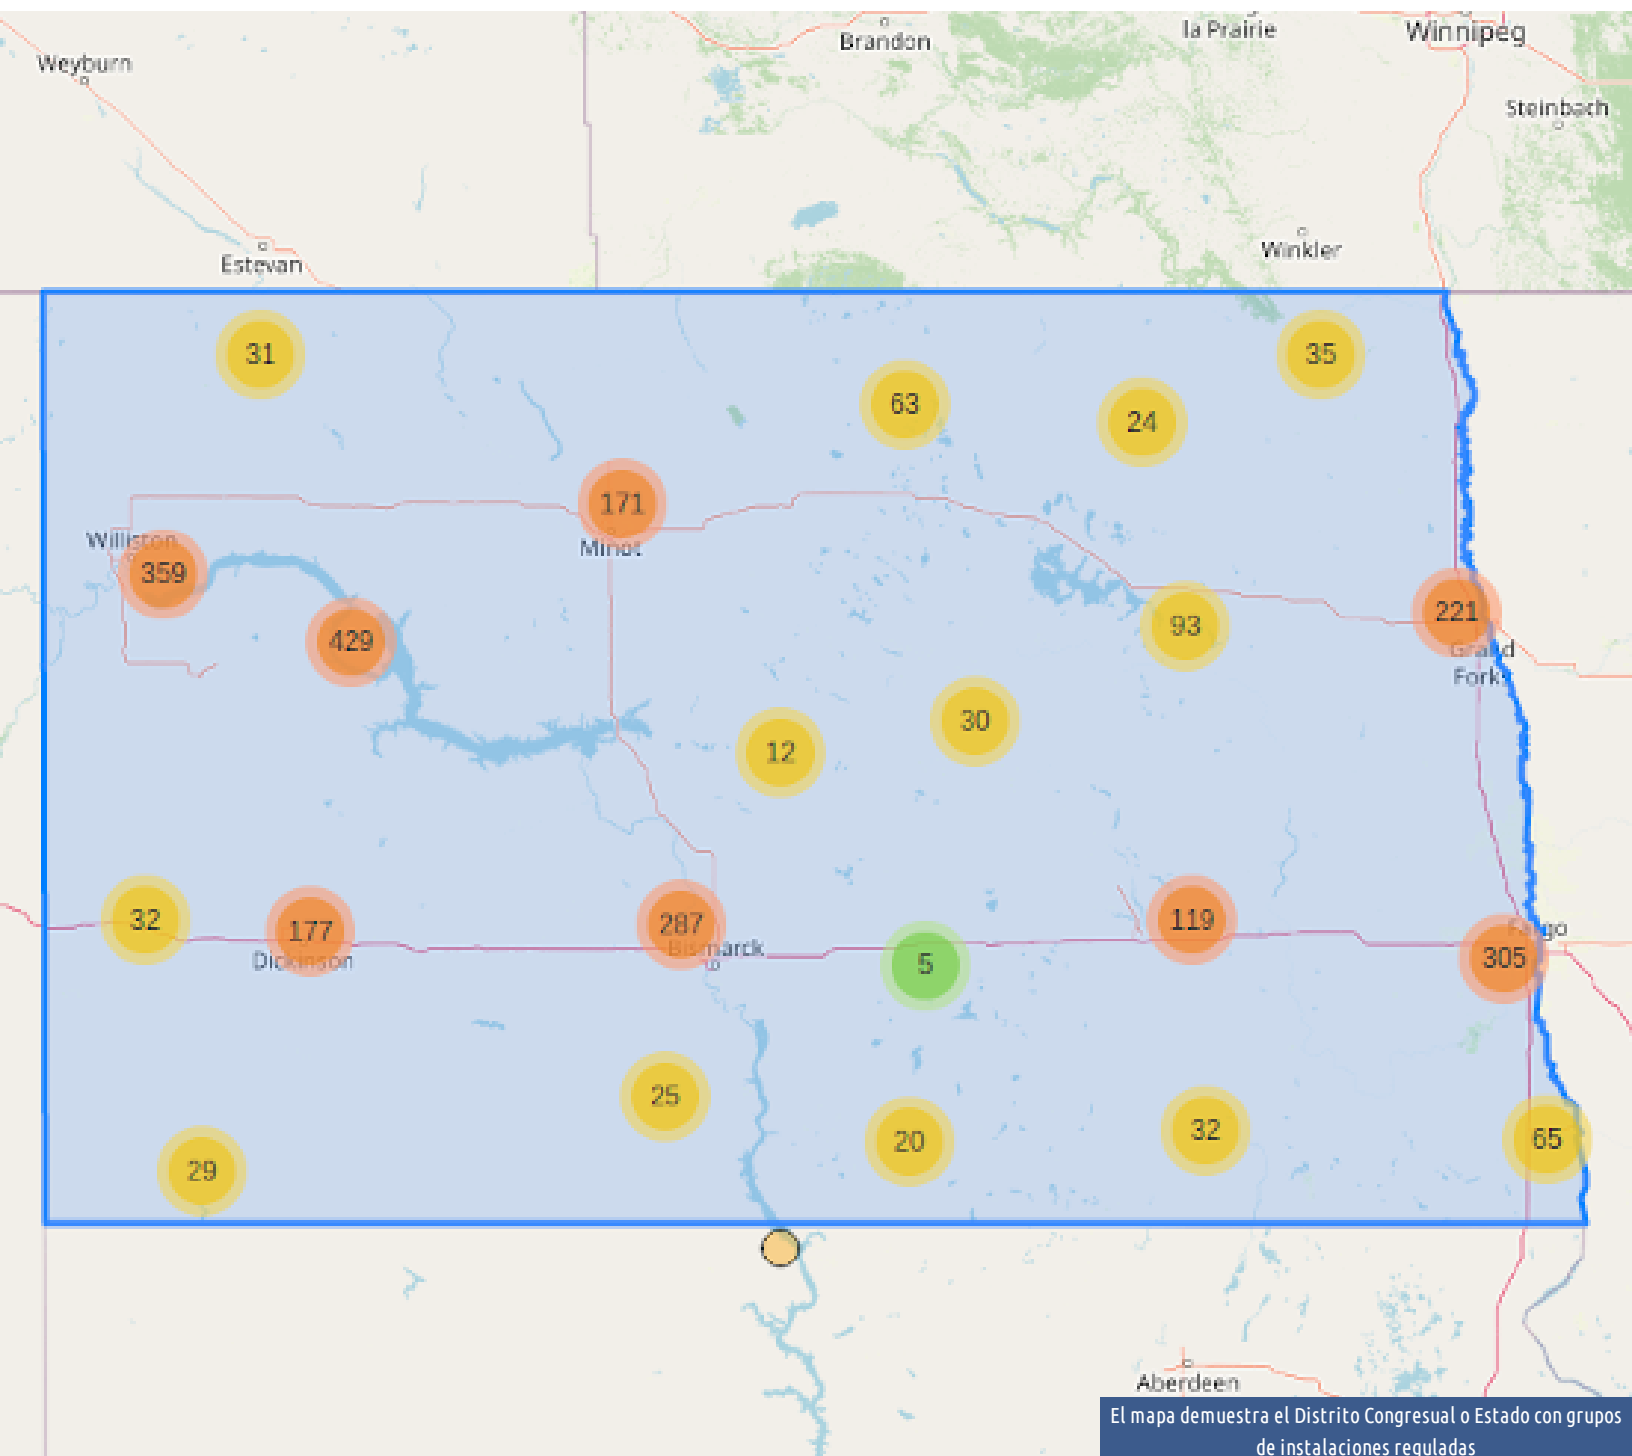 Brandon
la Prairie
Winnipeg
Weyburn
Steinbach
Winkler
Estevan
31
35
63
24
171
Minot
Williston
359
221
93
429
Grand
Forks
30
12
32
177
Dickinson
287
Bismarck
119
5
Fargo
305
25
20
32
65
29
Aberdeen
El mapa demuestra el Distrito Congresual o Estado con grupos
de instalaciones reguladas